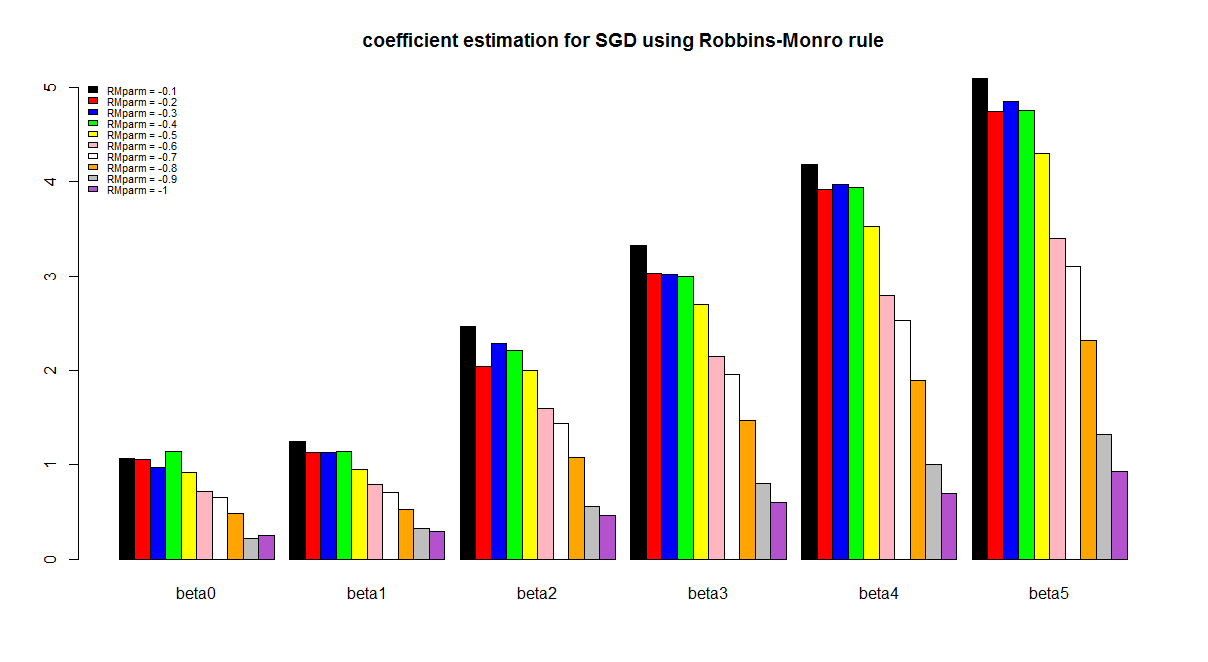 coefficient estimation for SGD using Robbins-Monro rule
5
4
3
2
1
0
RMparm = -0.1
RMparm = -0.2
RMparm = -0.3
RMparm = -0.4
RMparm = -0.5
RMparm = -0.6
RMparm = -0.7
RMparm = -0.8
RMparm = -0.9
RMparm = -1
beta0 beta1 beta2 beta3 beta4 beta5